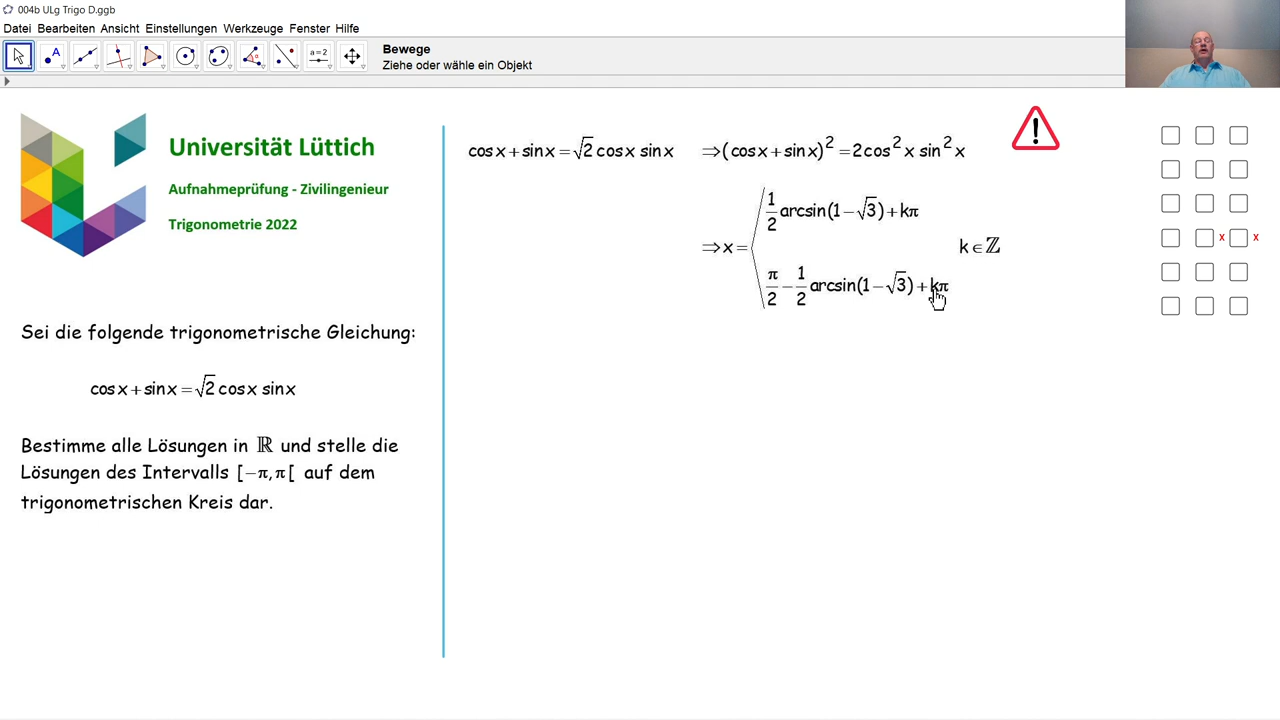 004b ULg Trigo D.ggb
Datei Bearbeiten Ansicht Einstellungen Werkzeuge Fenster Hilfe
A
a=2
Bewege
Ziehe oder wähle ein Objekt
Universität Lüttich
Aufnahmeprüfung - Zivilingenieur
Trigonometrie 2022
Sei die folgende trigonometrische Gleichung:
cos x + sin x = √2 cos x sin x
Bestimme alle Lösungen in ℝ und stelle die
Lösungen des Intervalls [−π, π[ auf dem
trigonometrischen Kreis dar.
cos x + sin x = √2 cos x sin x ⇒ (cos x + sin x)² = 2 cos² x sin² x
1/2 arcsin(1 − √3) + kπ
⇒ x = k ∈ ℤ
π/2 − 1/2 arcsin(1 − √3) + kπ
!
x x